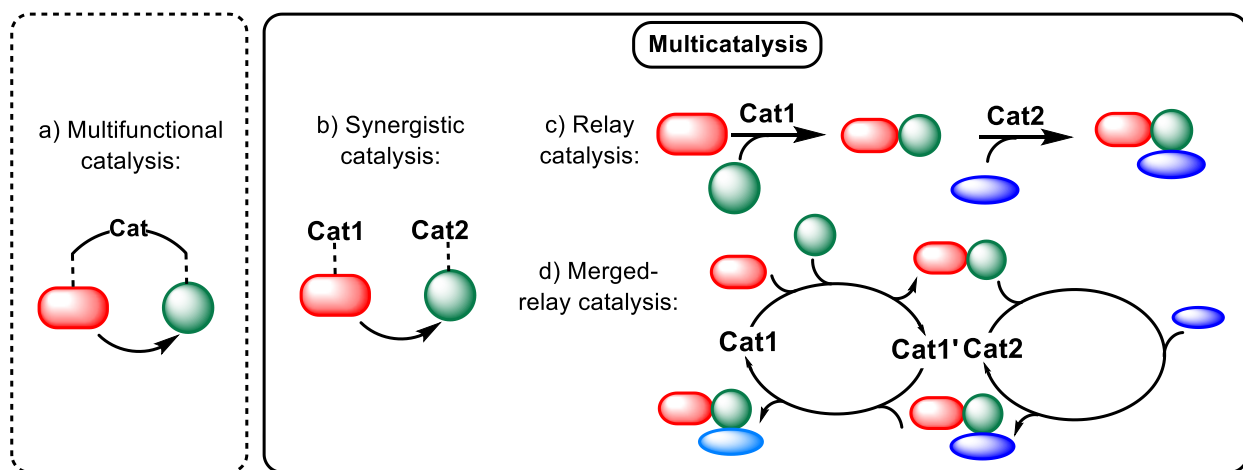 Multicatalysis
a) Multifunctional
catalysis:
Cat
b) Synergistic
catalysis:
Cat1
Cat2
c) Relay
catalysis:
Cat1
Cat2
d) Merged-
relay catalysis:
Cat1
Cat1' Cat2